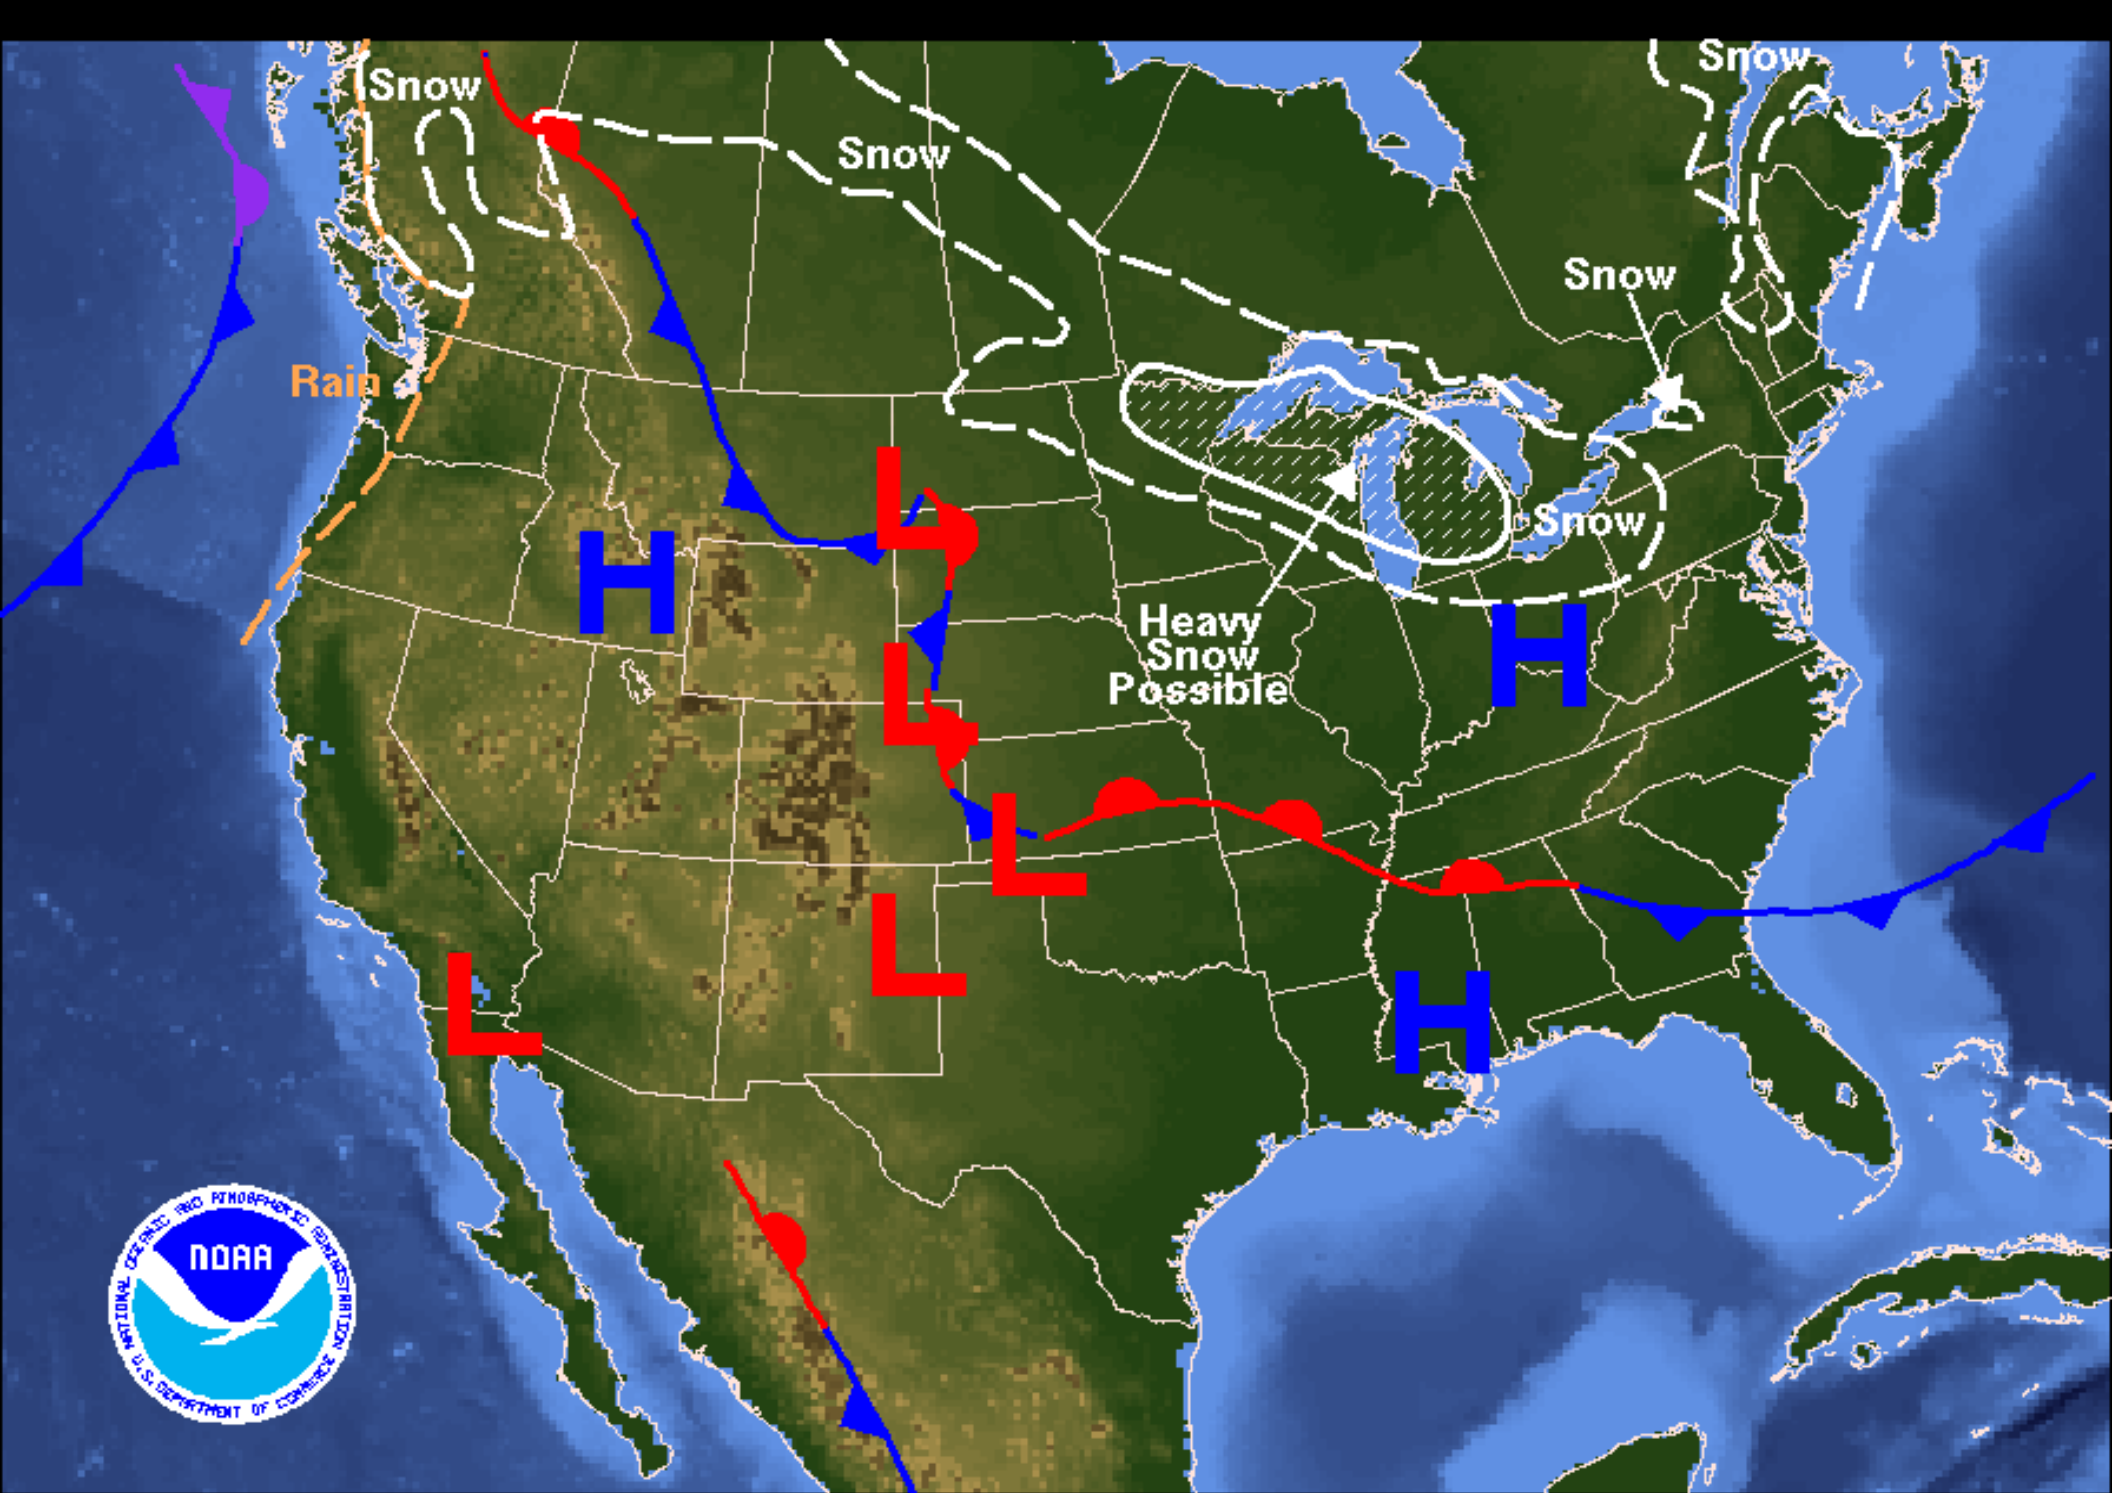 Snow
Snow
Snow
Snow
Rain
L
Snow
H
Heavy
Snow
Possible
H
L
L
L
L
H
NOAA
NATIONAL OCEANIC AND ATMOSPHERIC ADMINISTRATION
U.S. DEPARTMENT OF COMMERCE